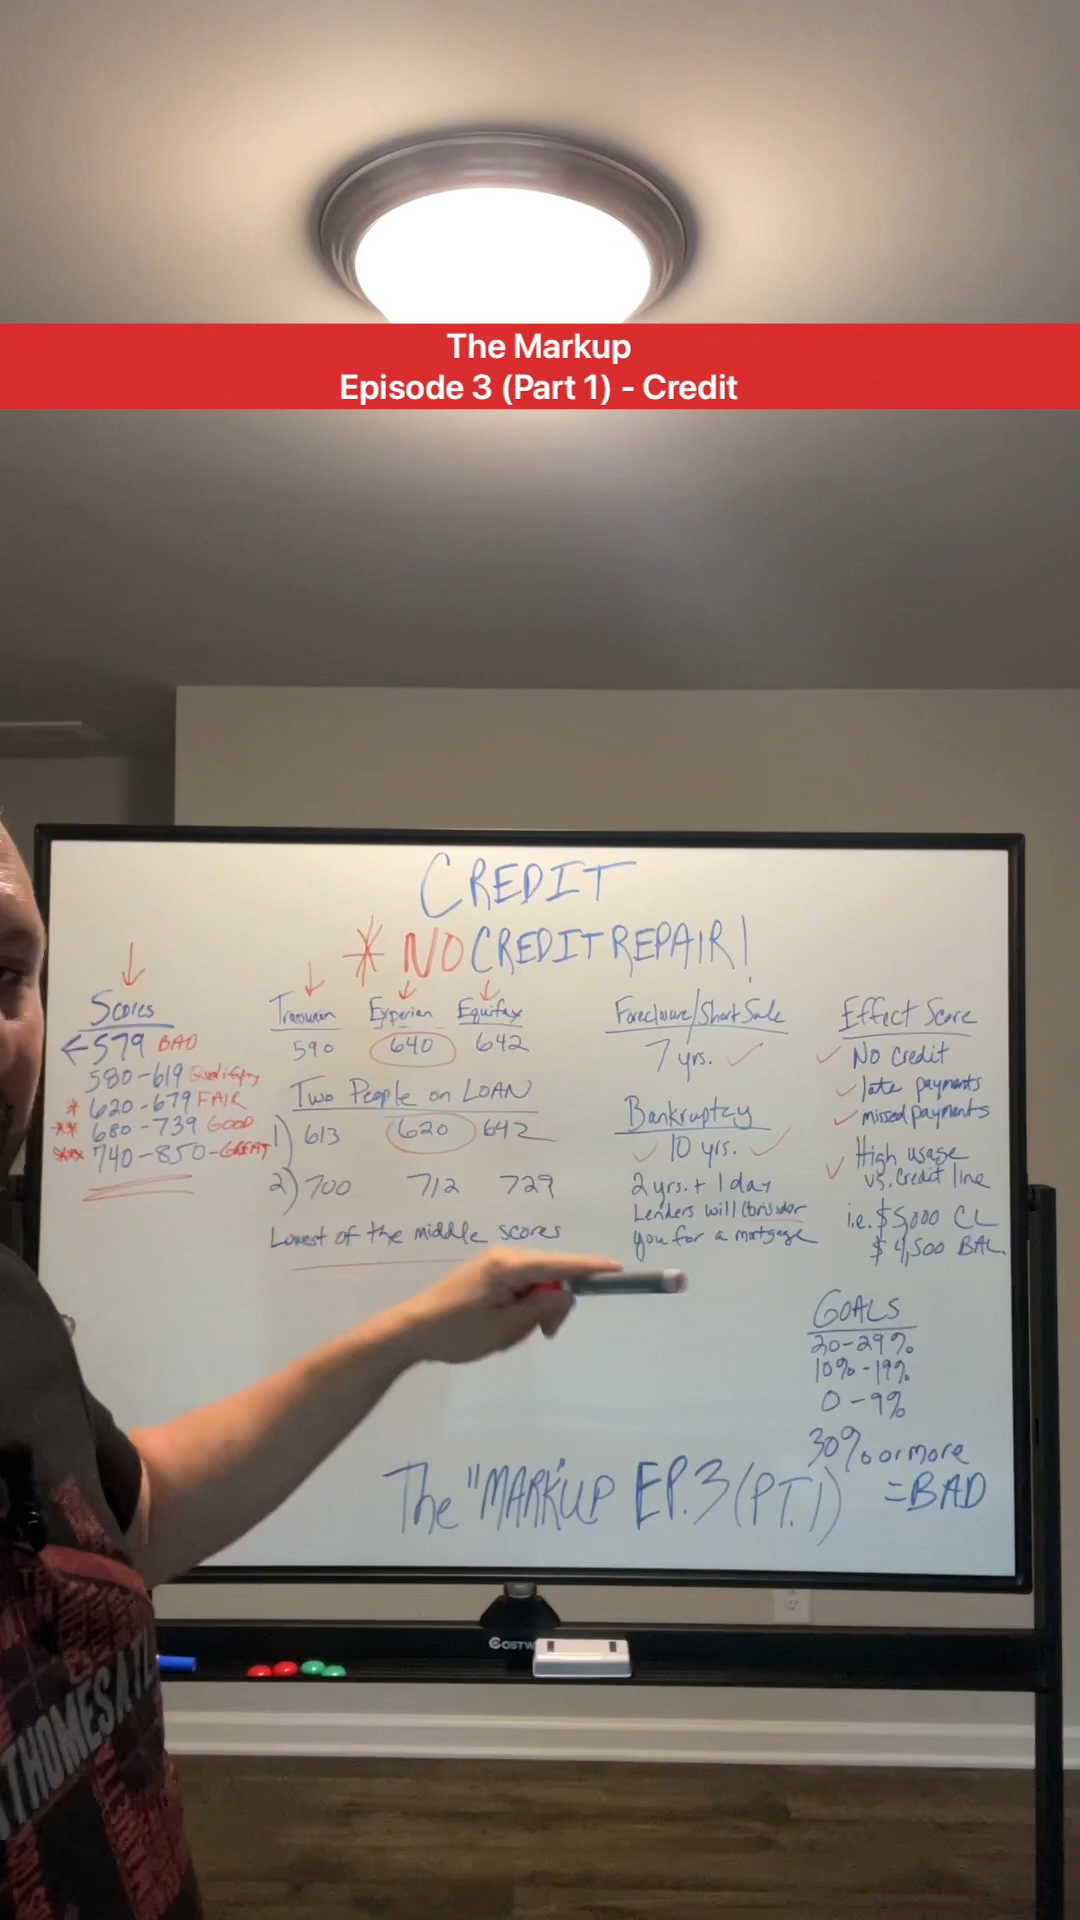 The Markup
Episode 3 (Part 1) - Credit
CREDIT
* NO CREDIT REPAIR!
Scores
← 579 BAD
580-619 Qualifying
* 620-679 FAIR
** 680-739 GOOD
*** 740-850-GREAT
Transunion Experian Equifax
590 640 642
Two People on LOAN
1) 613 620 642
2) 700 712 729
Lowest of the middle scores
Foreclosure/Short Sale
7 yrs.
Bankruptcy
10 yrs.
2 yrs. + 1 day
Lenders will consider
you for a mortgage
Effect Score
No Credit
late payments
missed payments
High usage
vs. Credit line
i.e. $5,000 CL
$4,500 BAL.
GOALS
20-29%
10%-19%
0-9%
30% or more
=BAD
The "MARKUP" EP.3 (PT.1)
COSTW
THOMESATL